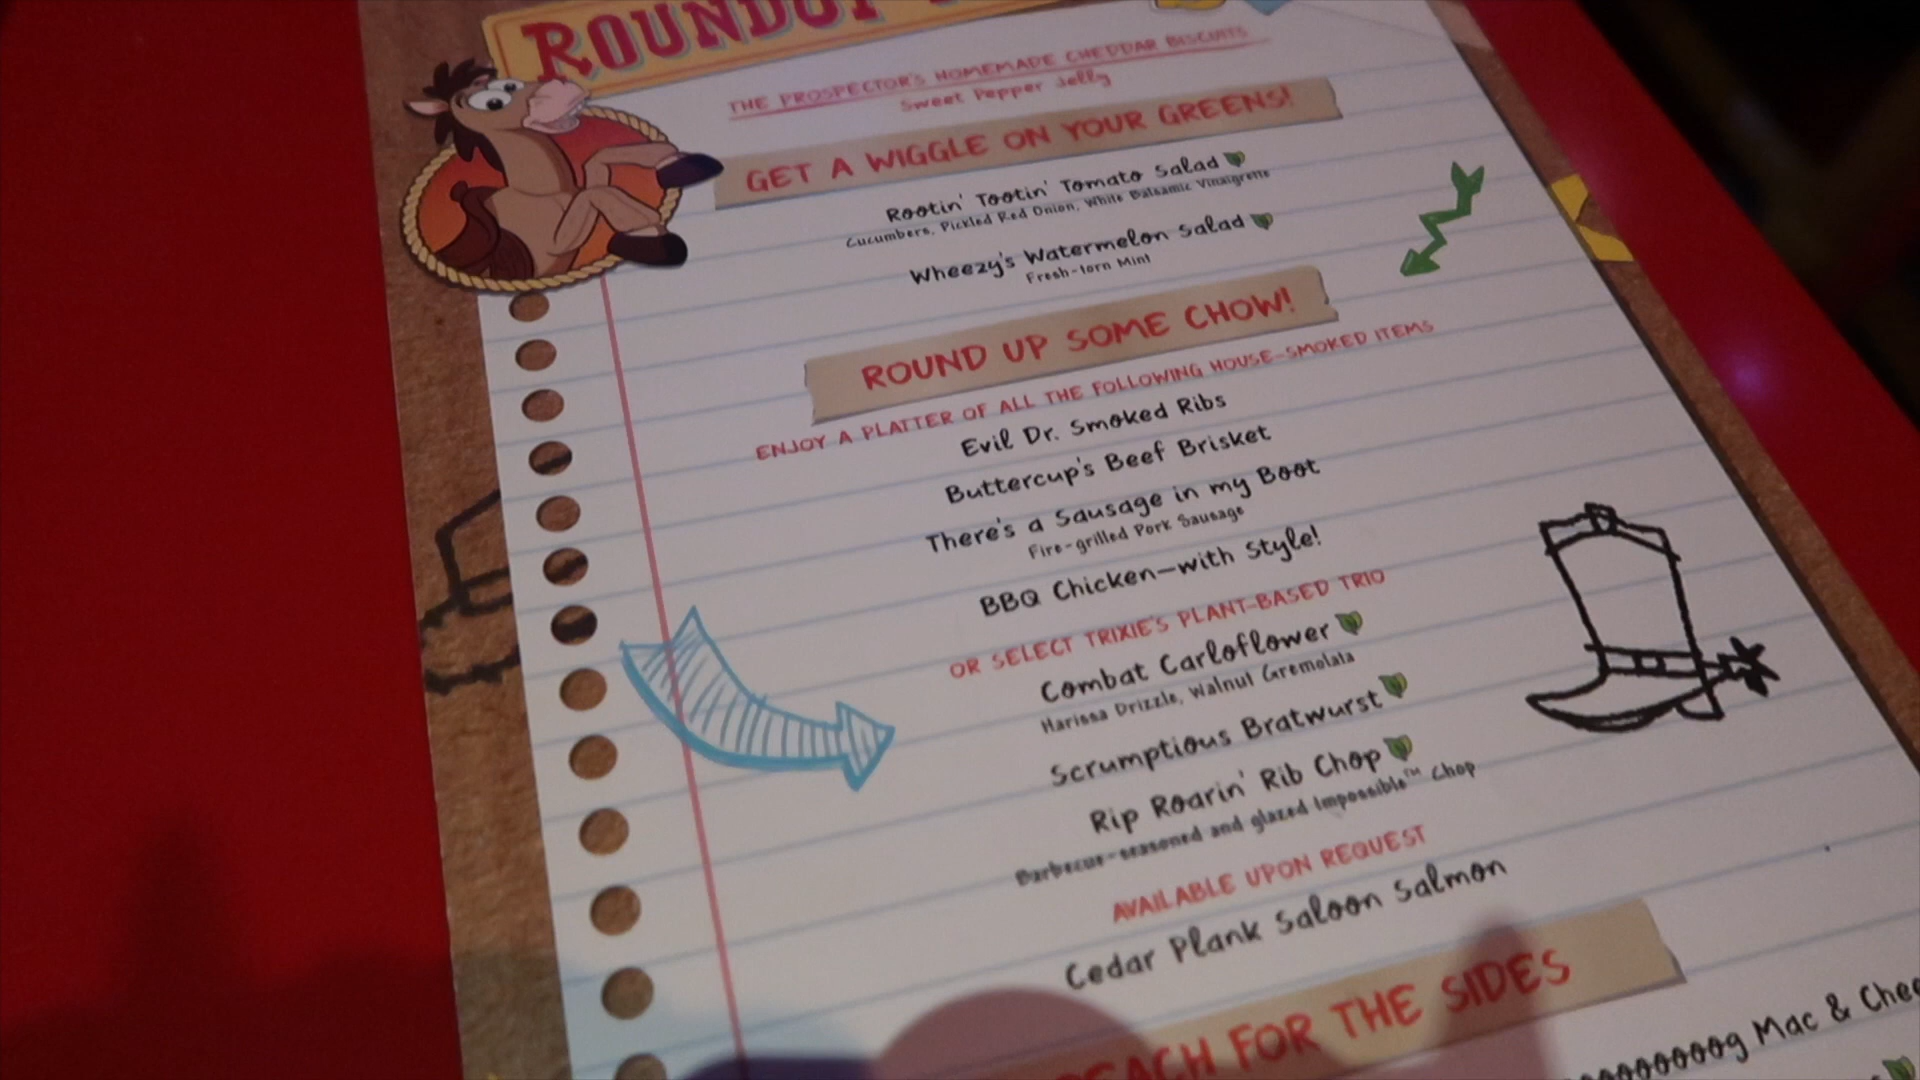 ROUNDUP
THE PROSPECTOR'S HOMEMADE CHEDDAR BISCUITS
Sweet Pepper Jelly
GET A WIGGLE ON YOUR GREENS!
Rootin' Tootin' Tomato Salad
Cucumbers, Pickled Red Onion, White Balsamic Vinaigrette
Wheezy's Watermelon Salad
Fresh-torn Mint
ROUND UP SOME CHOW!
ENJOY A PLATTER OF ALL THE FOLLOWING HOUSE-SMOKED ITEMS
Evil Dr. Smoked Ribs
Buttercup's Beef Brisket
There's a Sausage in my Boot
Fire-grilled Pork Sausage
BBQ Chicken—with Style!
OR SELECT TRIXIE'S PLANT-BASED TRIO
Combat Carloflower
Harissa Drizzle, Walnut Gremolata
Scrumptious Bratwurst
Rip Roarin' Rib Chop
Barbecue-seasoned and glazed Impossible™ Chop
AVAILABLE UPON REQUEST
Cedar Plank Saloon Salmon
REACH FOR THE SIDES
Mac & Chee